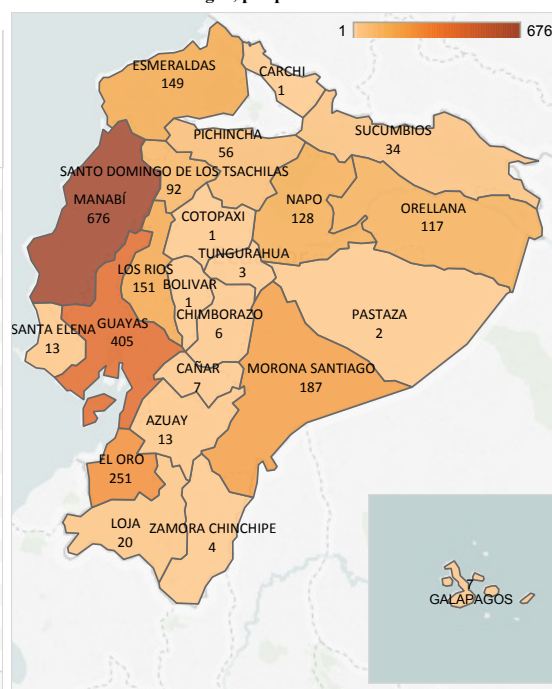 1
676
ESMERALDAS
149
CARCHI
1
SUCUMBIOS
34
PICHINCHA
56
SANTO DOMINGO DE LOS TSACHILAS
92
MANABÍ
676
NAPO
128
ORELLANA
117
COTOPAXI
1
TUNGURAHUA
3
LOS RIOS
151
BOLIVAR
1
CHIMBORAZO
6
PASTAZA
2
SANTA ELENA
13
GUAYAS
405
CAÑAR
7
MORONA SANTIAGO
187
AZUAY
13
EL ORO
251
LOJA
20
ZAMORA CHINCHIPE
4
7
GALAPAGOS